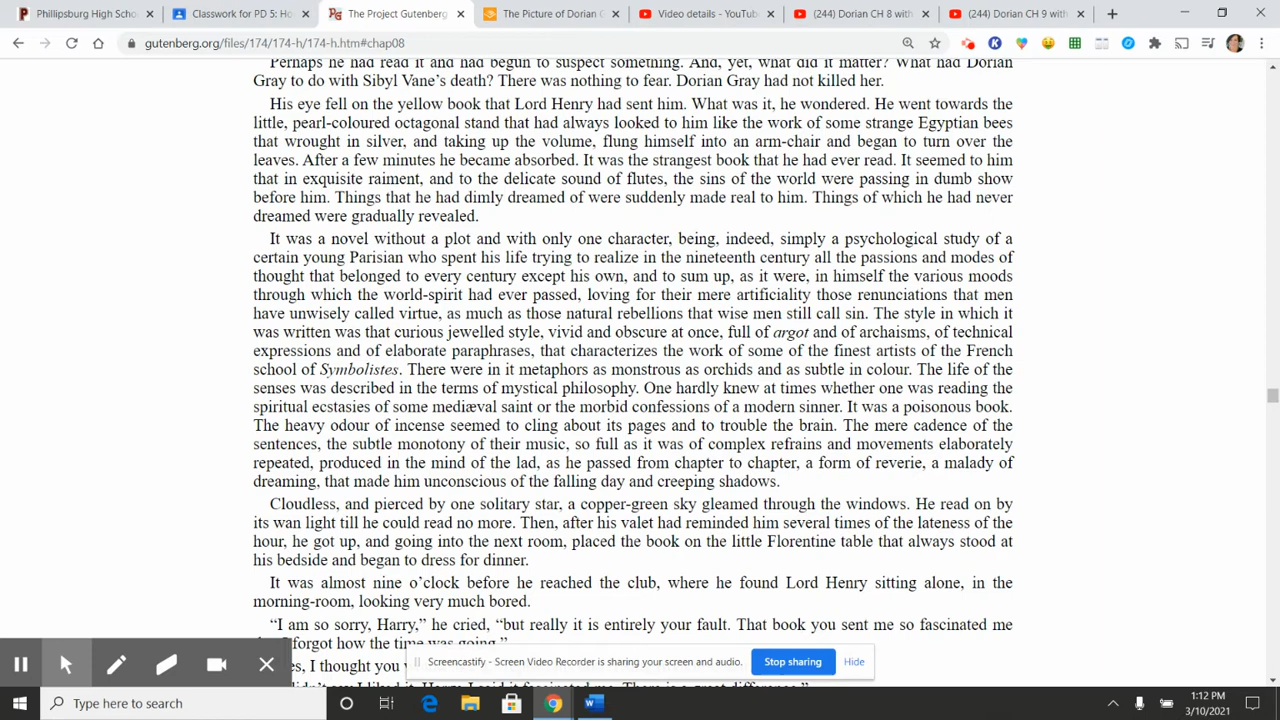 Phillipsburg High Scho
Classwork for PD 5: Ho
The Project Gutenberg
The Picture of Dorian G
Video details - YouTub
(244) Dorian CH 8 with
(244) Dorian CH 9 with
gutenberg.org/files/174/174-h/174-h.htm#chap08
Perhaps he had read it and had begun to suspect something. And, yet, what did it matter? What had Dorian
Gray to do with Sibyl Vane’s death? There was nothing to fear. Dorian Gray had not killed her.
His eye fell on the yellow book that Lord Henry had sent him. What was it, he wondered. He went towards the
little, pearl-coloured octagonal stand that had always looked to him like the work of some strange Egyptian bees
that wrought in silver, and taking up the volume, flung himself into an arm-chair and began to turn over the
leaves. After a few minutes he became absorbed. It was the strangest book that he had ever read. It seemed to him
that in exquisite raiment, and to the delicate sound of flutes, the sins of the world were passing in dumb show
before him. Things that he had dimly dreamed of were suddenly made real to him. Things of which he had never
dreamed were gradually revealed.
It was a novel without a plot and with only one character, being, indeed, simply a psychological study of a
certain young Parisian who spent his life trying to realize in the nineteenth century all the passions and modes of
thought that belonged to every century except his own, and to sum up, as it were, in himself the various moods
through which the world-spirit had ever passed, loving for their mere artificiality those renunciations that men
have unwisely called virtue, as much as those natural rebellions that wise men still call sin. The style in which it
was written was that curious jewelled style, vivid and obscure at once, full of argot and of archaisms, of technical
expressions and of elaborate paraphrases, that characterizes the work of some of the finest artists of the French
school of Symbolistes. There were in it metaphors as monstrous as orchids and as subtle in colour. The life of the
senses was described in the terms of mystical philosophy. One hardly knew at times whether one was reading the
spiritual ecstasies of some mediæval saint or the morbid confessions of a modern sinner. It was a poisonous book.
The heavy odour of incense seemed to cling about its pages and to trouble the brain. The mere cadence of the
sentences, the subtle monotony of their music, so full as it was of complex refrains and movements elaborately
repeated, produced in the mind of the lad, as he passed from chapter to chapter, a form of reverie, a malady of
dreaming, that made him unconscious of the falling day and creeping shadows.
Cloudless, and pierced by one solitary star, a copper-green sky gleamed through the windows. He read on by
its wan light till he could read no more. Then, after his valet had reminded him several times of the lateness of the
hour, he got up, and going into the next room, placed the book on the little Florentine table that always stood at
his bedside and began to dress for dinner.
It was almost nine o’clock before he reached the club, where he found Lord Henry sitting alone, in the
morning-room, looking very much bored.
“I am so sorry, Harry,” he cried, “but really it is entirely your fault. That book you sent me so fascinated me
forgot how the time was going.”
I thought you
Screencastify - Screen Video Recorder is sharing your screen and audio.
Stop sharing
Hide
Type here to search
1:12 PM
3/10/2021